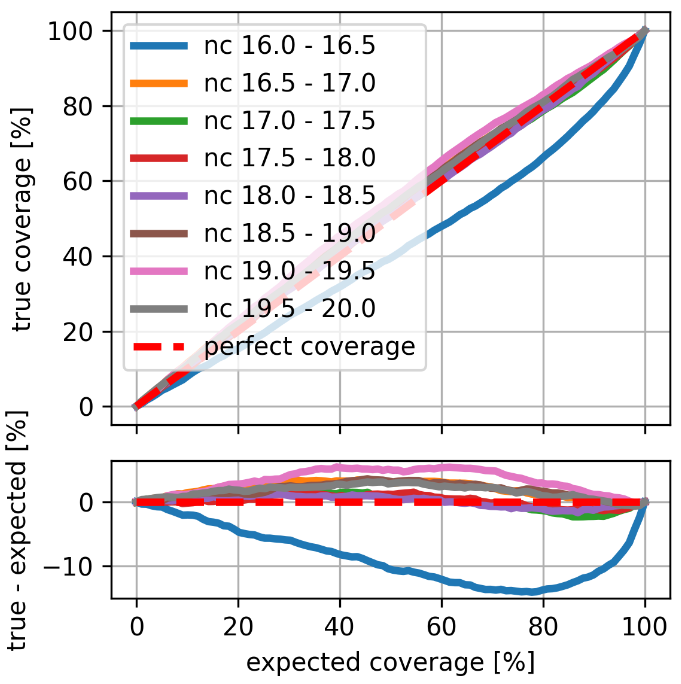 100
80
60
40
20
0
true coverage [%]
nc 16.0 - 16.5
nc 16.5 - 17.0
nc 17.0 - 17.5
nc 17.5 - 18.0
nc 18.0 - 18.5
nc 18.5 - 19.0
nc 19.0 - 19.5
nc 19.5 - 20.0
perfect coverage
true - expected [%]
0
−10
0 20 40 60 80 100
expected coverage [%]